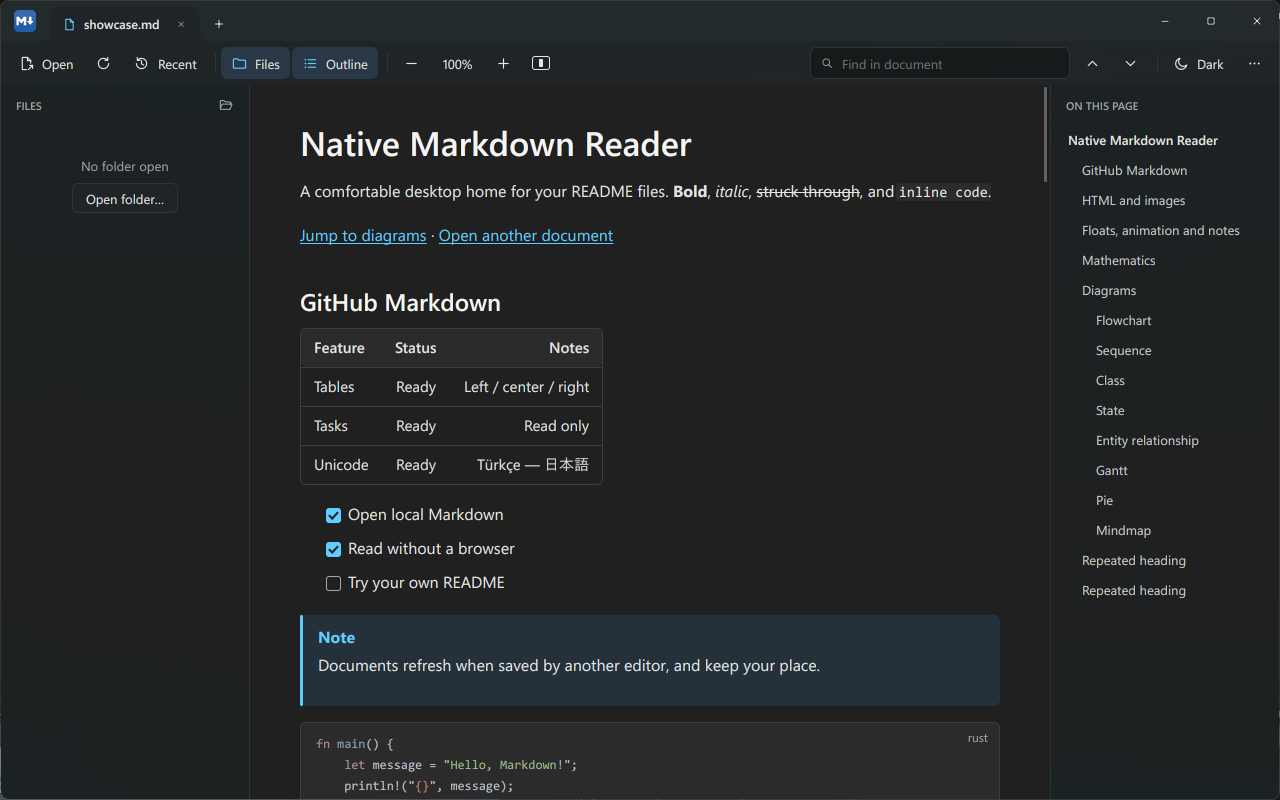 M↓
showcase.md
Open
Recent
Files
Outline
100%
Find in document
Dark
FILES
No folder open
Open folder...
Native Markdown Reader
A comfortable desktop home for your README files. Bold, italic, struck through, and inline code.
Jump to diagrams · Open another document
GitHub Markdown
Feature Status Notes
Tables Ready Left / center / right
Tasks Ready Read only
Unicode Ready Türkçe — 日本語
Open local Markdown
Read without a browser
Try your own README
Note
Documents refresh when saved by another editor, and keep your place.
rust
fn main() {
    let message = "Hello, Markdown!";
    println!("{}", message);
ON THIS PAGE
Native Markdown Reader
GitHub Markdown
HTML and images
Floats, animation and notes
Mathematics
Diagrams
Flowchart
Sequence
Class
State
Entity relationship
Gantt
Pie
Mindmap
Repeated heading
Repeated heading